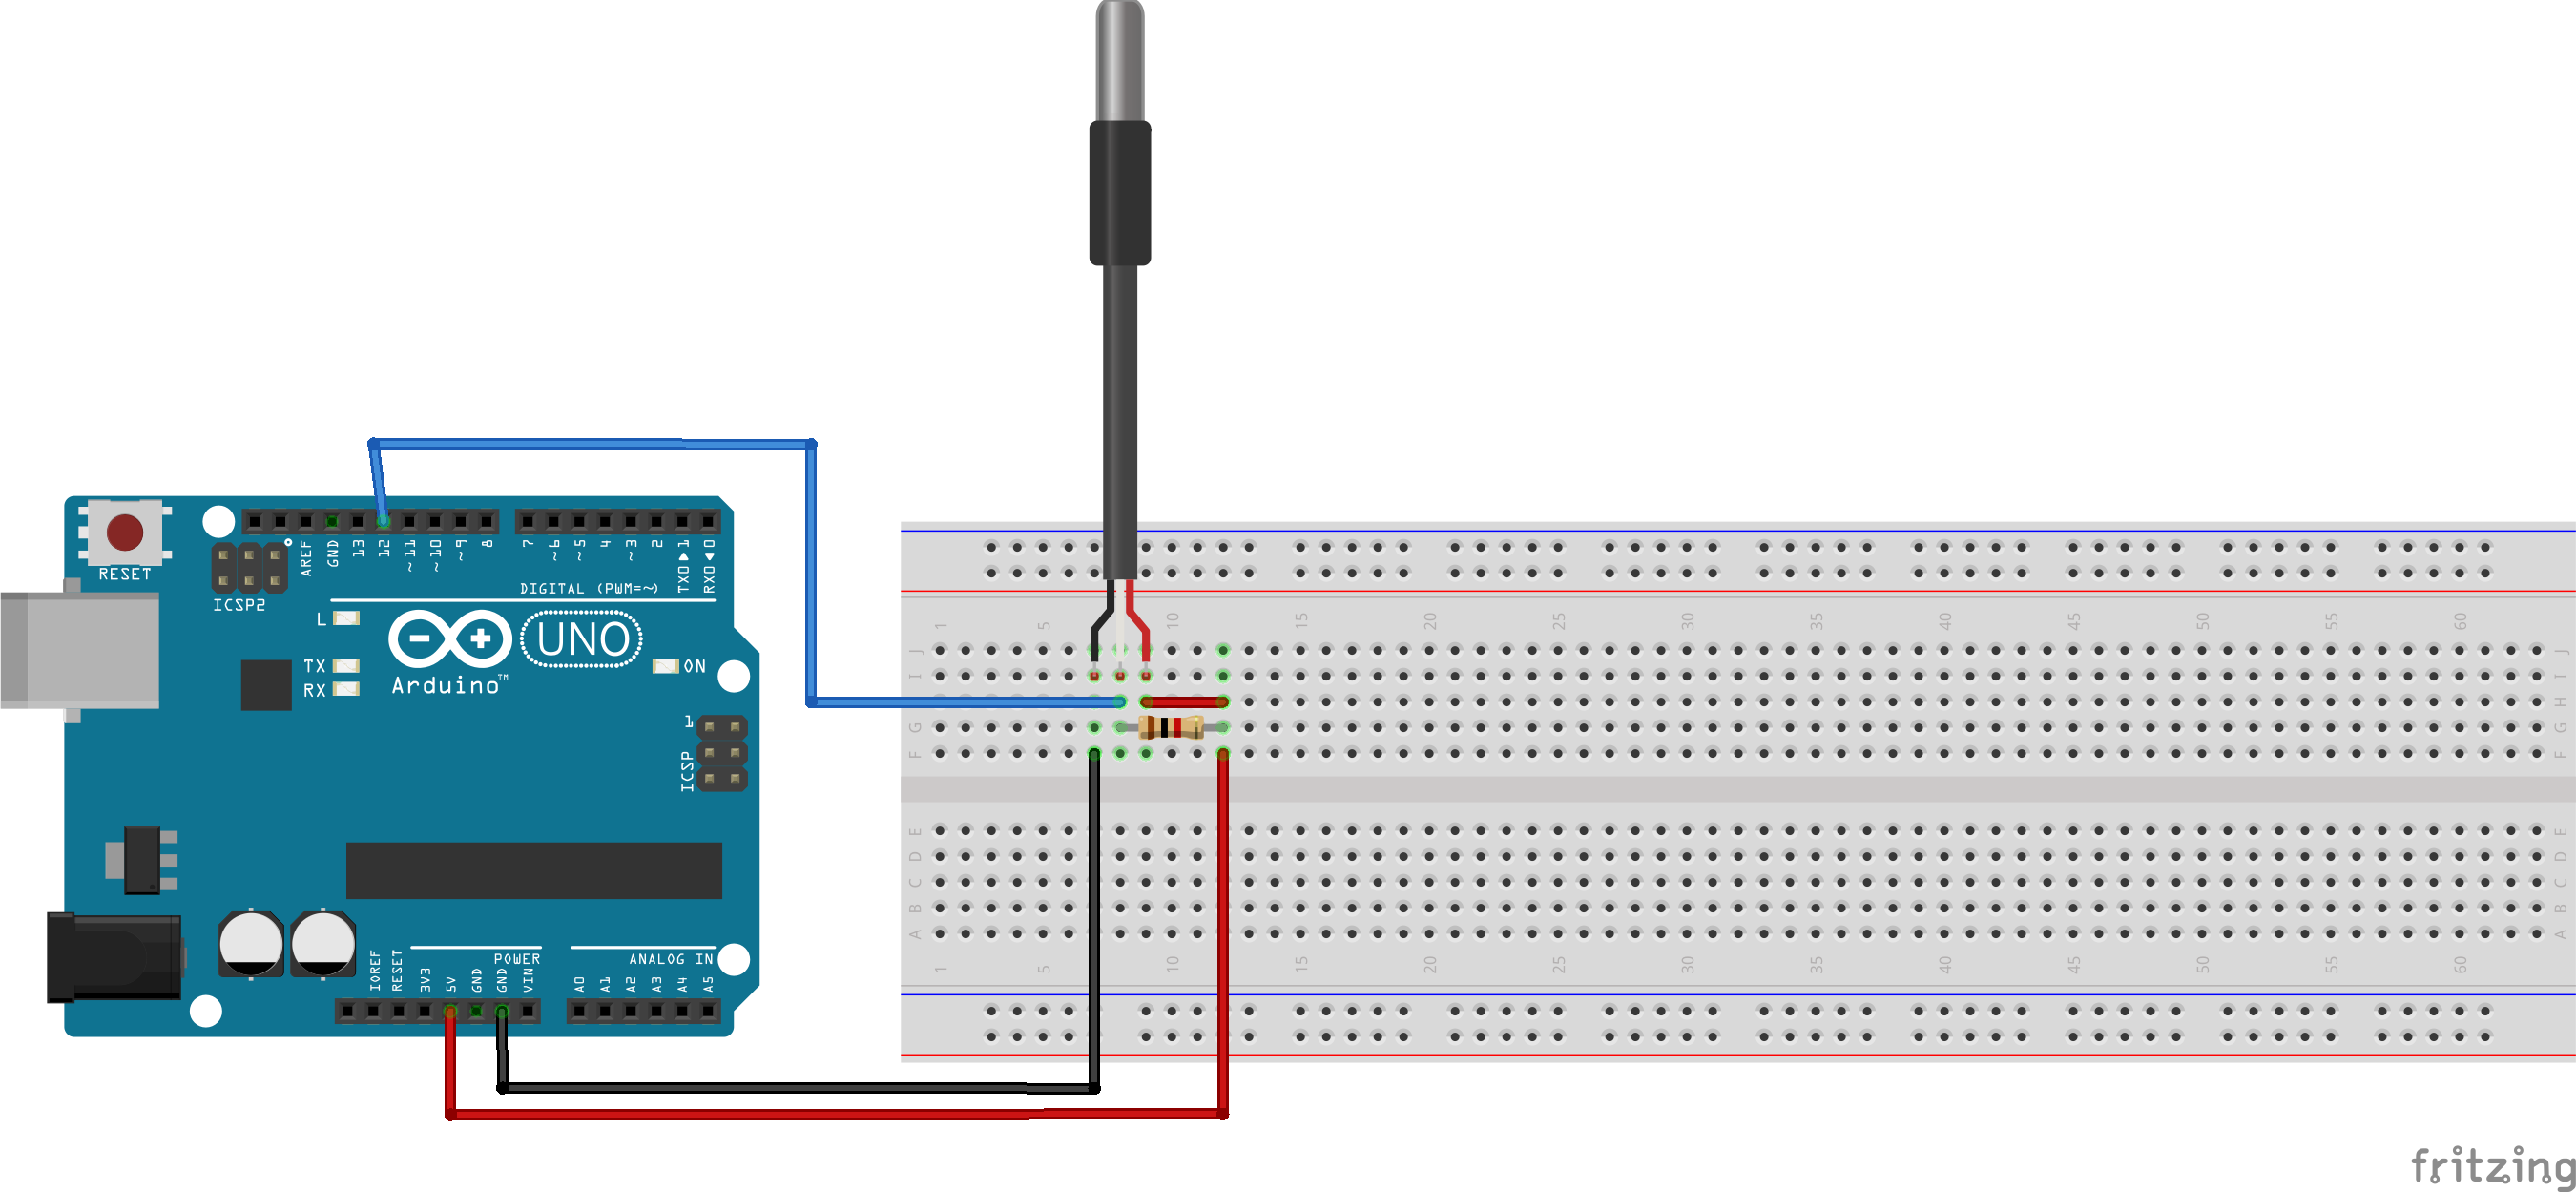 RESET
ICSP2
AREF
GND
13
12
~11
~10
~9
8
7
~6
~5
4
~3
2
TX0▶1
RX0◀0
DIGITAL (PWM=~)
L
TX
RX
Arduino™
UNO
ON
1
ICSP
IOREF
RESET
3V3
5V
GND
GND
VIN
POWER
ANALOG IN
A0
A1
A2
A3
A4
A5
1 5 10 15 20 25 30 35 40 45 50 55 60
J J
I I
H H
G G
F F
E E
D D
C C
B B
A A
1 5 10 15 20 25 30 35 40 45 50 55 60
fritzing